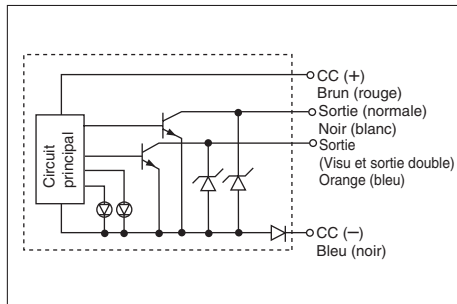 Circuit
principal
CC (+)
Brun (rouge)
Sortie (normale)
Noir (blanc)
Sortie
(Visu et sortie double)
Orange (bleu)
CC (−)
Bleu (noir)